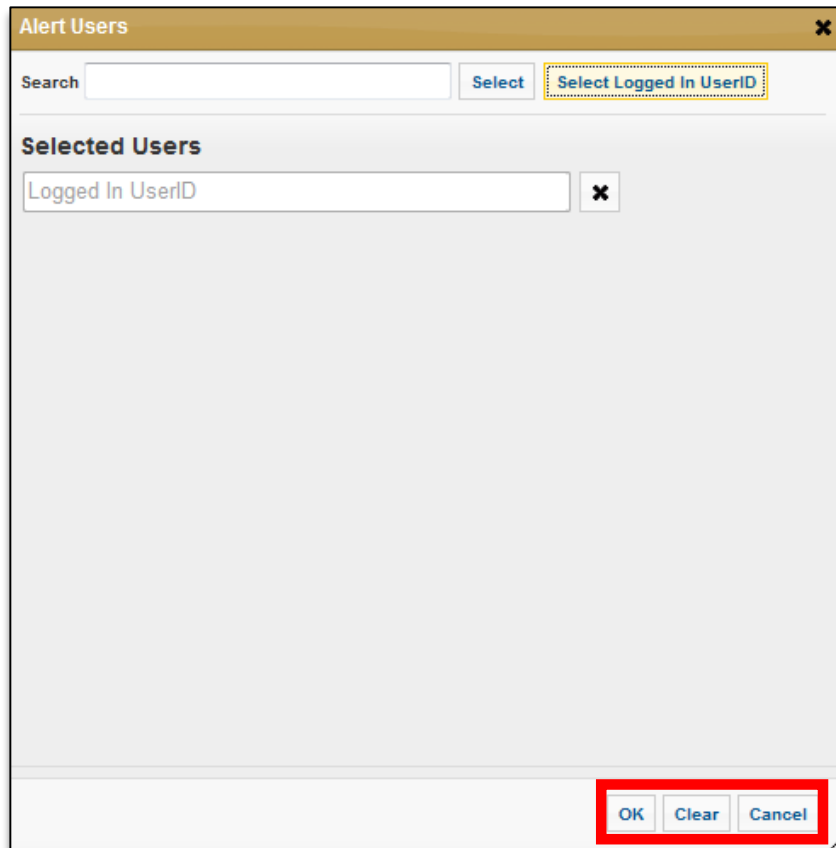 Alert Users
Search Select Select Logged In UserID
Selected Users
Logged In UserID
OK Clear Cancel